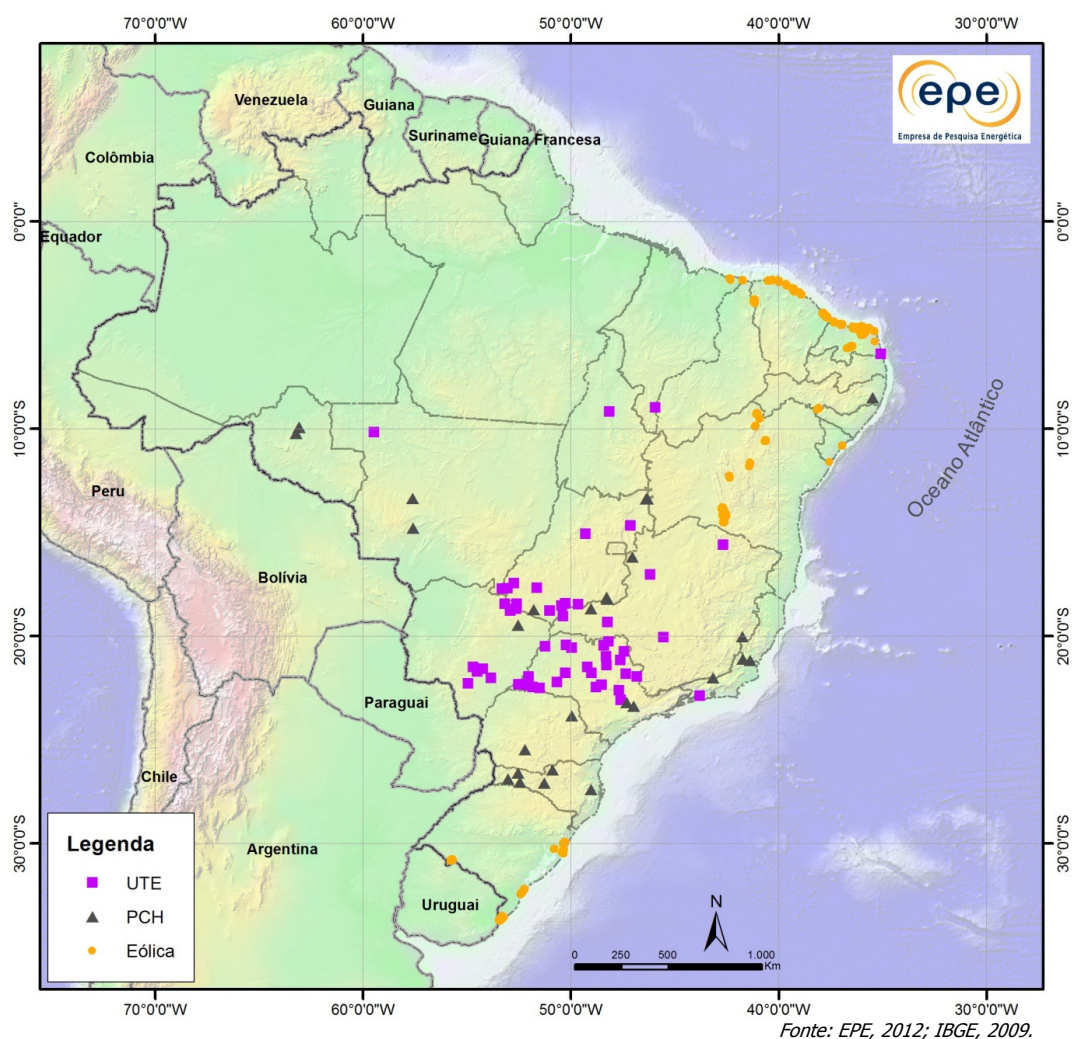 70°0'0"W 60°0'0"W 50°0'0"W 40°0'0"W 30°0'0"W
epe
Empresa de Pesquisa Energética
Venezuela
Guiana
Suriname
Guiana Francesa
Colômbia
0°0'0"
0°0'0"
Equador
Oceano Atlântico
10°0'0"S
10°0'0"S
Peru
Bolívia
20°0'0"S
20°0'0"S
Paraguai
Chile
Argentina
30°0'0"S
30°0'0"S
Uruguai
Legenda
UTE
PCH
Eólica
N
0 250 500 1.000
Km
70°0'0"W 60°0'0"W 50°0'0"W 40°0'0"W 30°0'0"W
Fonte: EPE, 2012; IBGE, 2009.